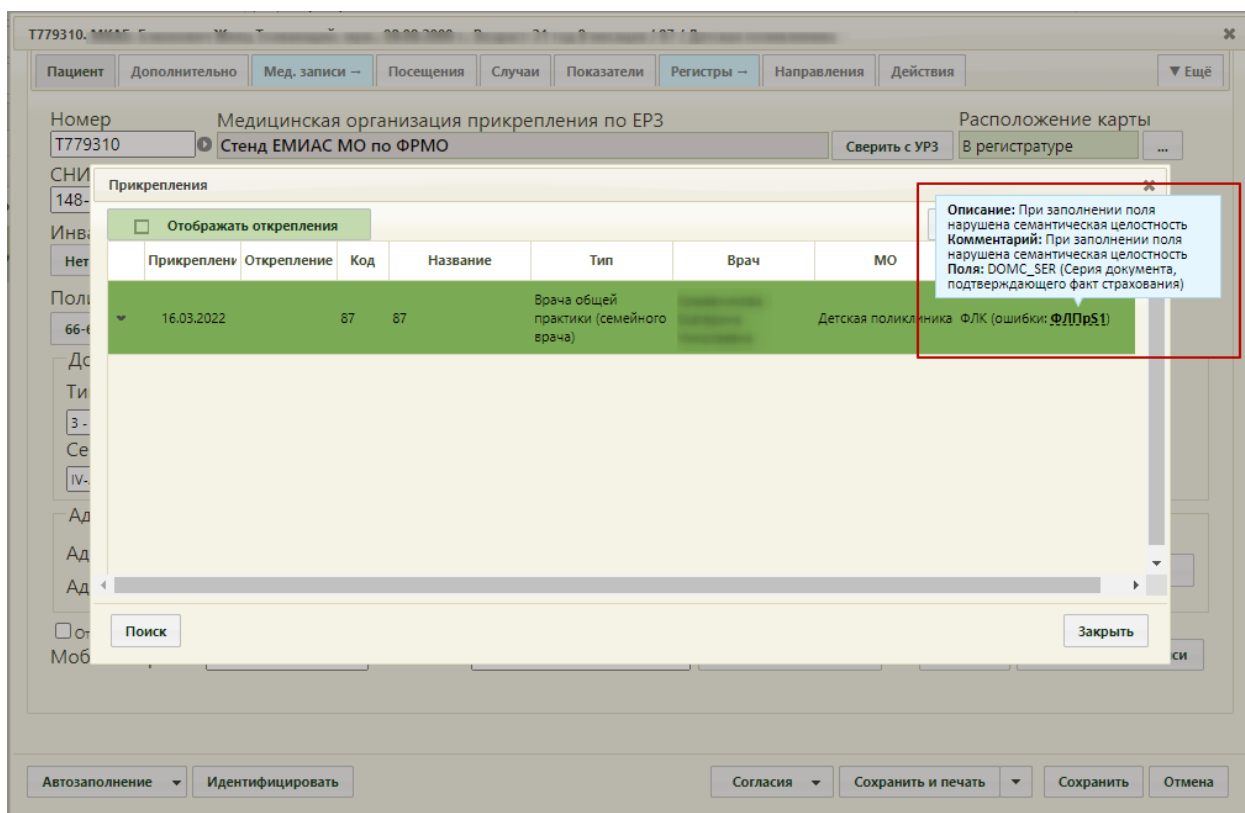 T779310.
Пациент Дополнительно Мед. записи → Посещения Случаи Показатели Регистры → Направления Действия ▼ Ещё
Номер Медицинская организация прикрепления по ЕРЗ Расположение карты
T779310 Стенд ЕМИАС МО по ФРМО Сверить с УРЗ В регистратуре ...
СНИ
148-
Инва
Нет
Поли
66-6
До
Ти
3 -
Се
IV-
Ад
Ад
Ад
От
Моб
си
Прикрепления
Отображать открепления
Описание: При заполнении поля
нарушена семантическая целостность
Комментарий: При заполнении поля
нарушена семантическая целостность
Поля: DOMC_SER (Серия документа,
подтверждающего факт страхования)
Прикреплени Открепление Код Название Тип Врач МО
16.03.2022 87 87 Врача общей
практики (семейного
врача)
Детская поликлиника ФЛК (ошибки: ФЛПрS1)
Поиск Закрыть
Автозаполнение Идентифицировать Согласия Сохранить и печать Сохранить Отмена